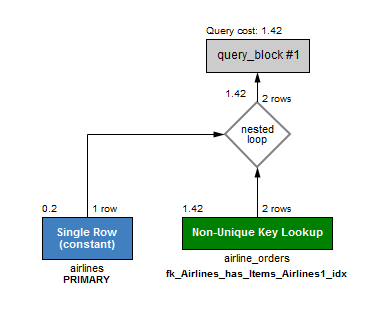 Query cost: 1.42
query_block #1
1.42
2 rows
nested
loop
0.2
1 row
1.42
2 rows
Single Row
(constant)
Non-Unique Key Lookup
airlines
PRIMARY
airline_orders
fk_Airlines_has_Items_Airlines1_idx